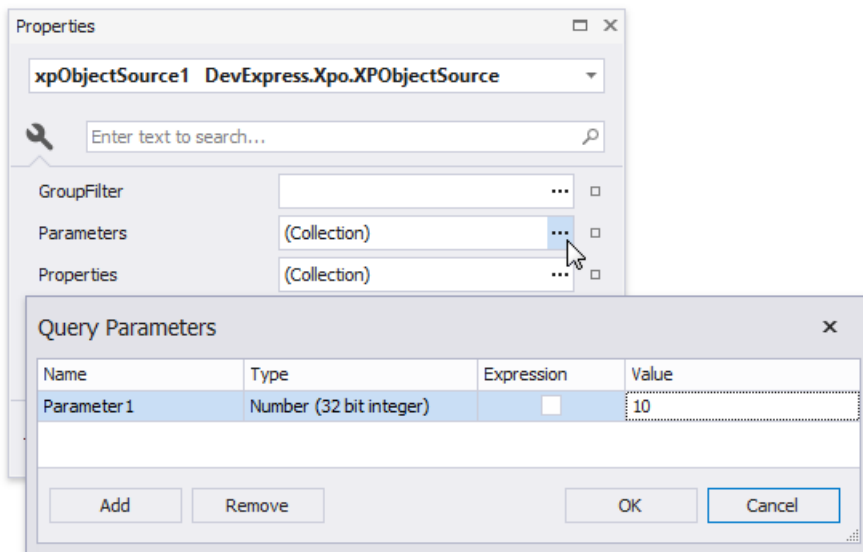 Properties
xpObjectSource1 DevExpress.Xpo.XPObjectSource
Enter text to search...
GroupFilter
Parameters (Collection)
Properties (Collection)
Query Parameters
Name Type Expression Value
Parameter1 Number (32 bit integer) 10
Add Remove OK Cancel